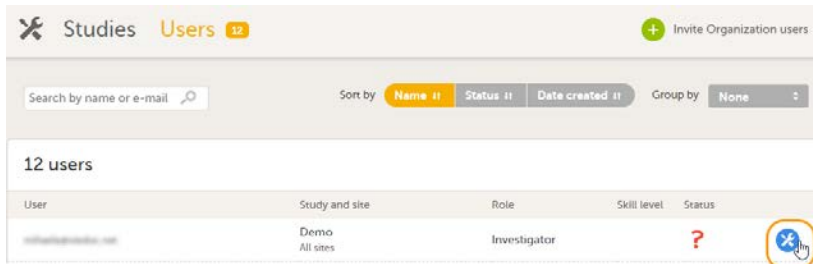 Studies Users 12 Invite Organization users
Search by name or e-mail Sort by Name Status Date created Group by None
12 users
User Study and site Role Skill level Status
Demo Investigator ?
All sites